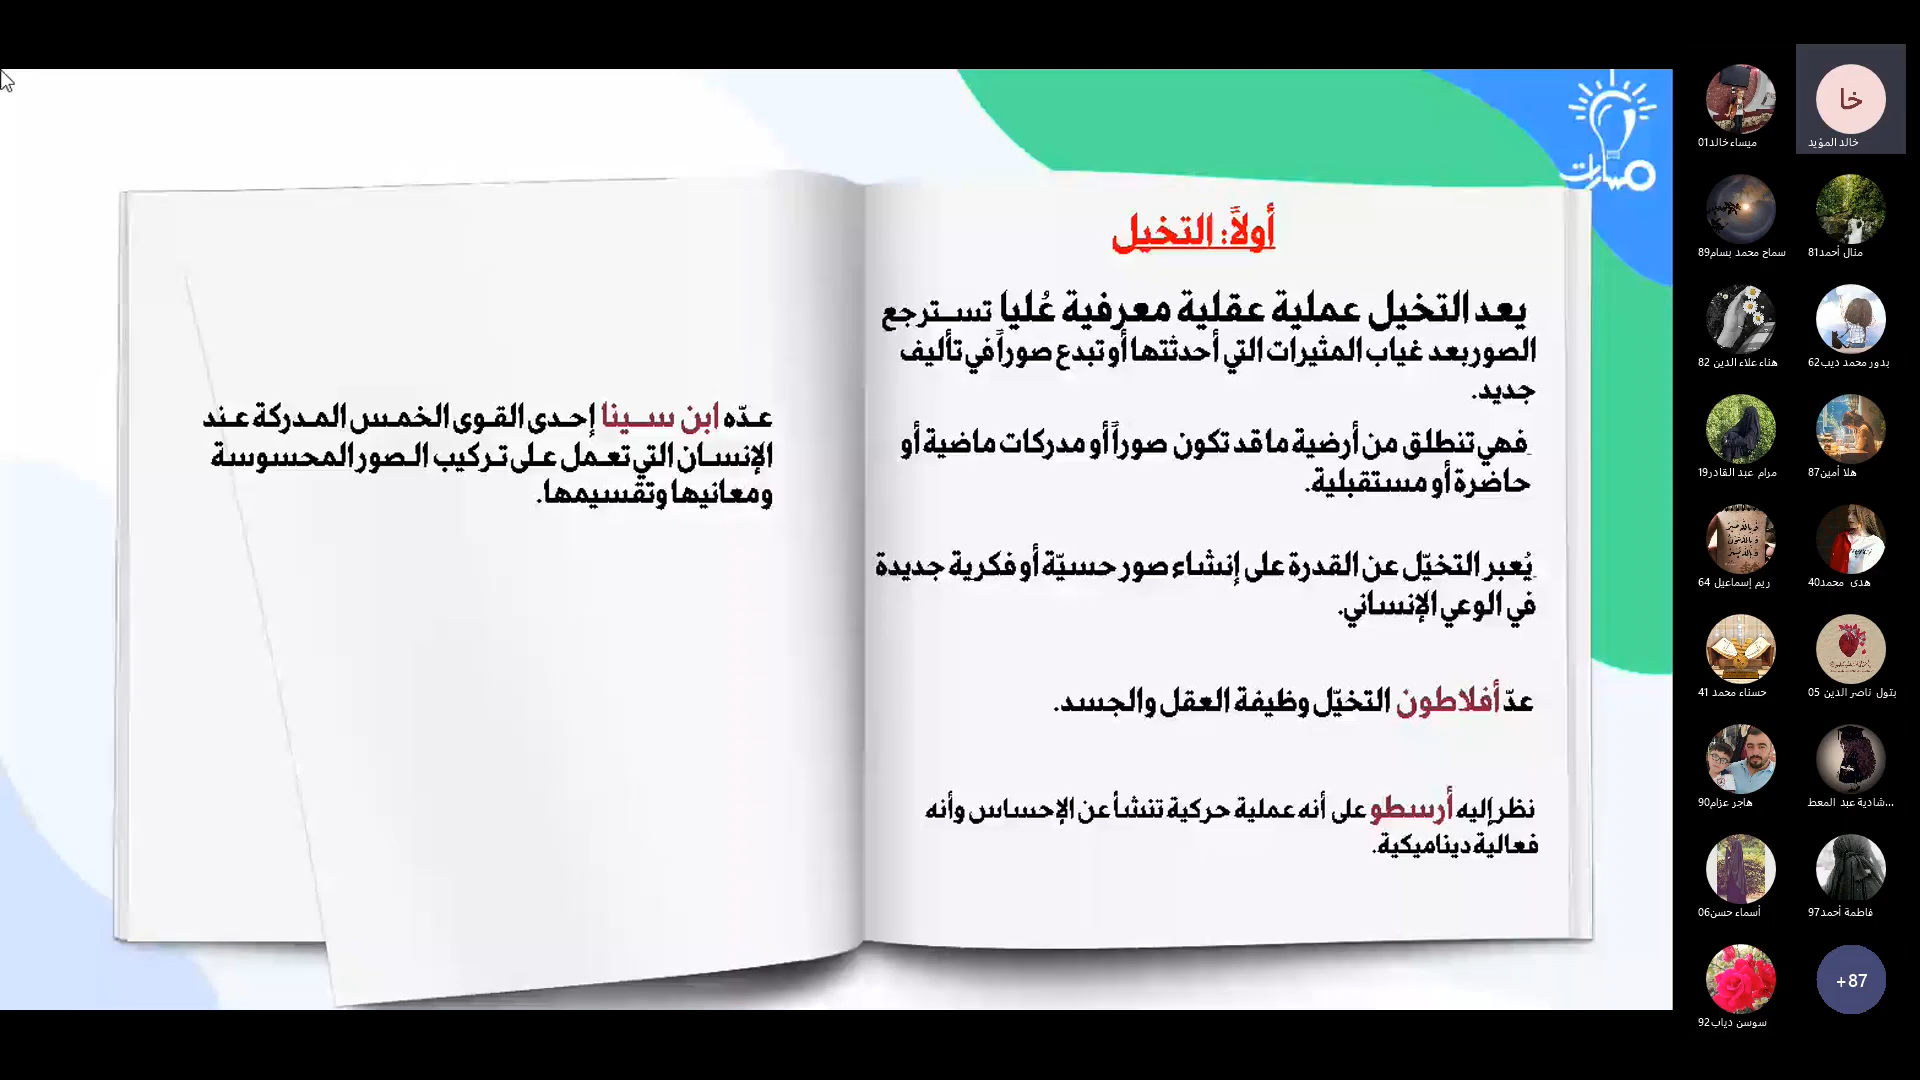 مسارات
أولاً: التخيل
يعد التخيل عملية عقلية معرفية عُليا تسترجع
الصور بعد غياب المثيرات التي أحدثتها أو تبدع صوراً في تأليف
جديد.
فهي تنطلق من أرضية ما قد تكون صوراً أو مدركات ماضية أو
حاضرة أو مستقبلية.
يُعبر التخيّل عن القدرة على إنشاء صور حسيّة أو فكرية جديدة
في الوعي الإنساني.
عدّ أفلاطون التخيّل وظيفة العقل والجسد.
نظر إليه أرسطو على أنه عملية حركية تنشأ عن الإحساس وأنه
فعالية ديناميكية.
عدّه ابن سينا إحدى القوى الخمس المدركة عند
الإنسان التي تعمل على تركيب الصور المحسوسة
ومعانيها وتقسيمها.
خا
خالد المؤيد
ميساء خالد01
منال أحمد81
سماح محمد بسام89
بدور محمد ديب62
هناء علاء الدين 82
هلا أمين87
مرام عبد القادر19
هدى محمد40
ريم إسماعيل 64
بتول ناصر الدين 05
حسناء محمد 41
شادية عبد المعط...
هاجر عزام90
فاطمة أحمد97
أسماء حسن06
+87
سوسن دياب92